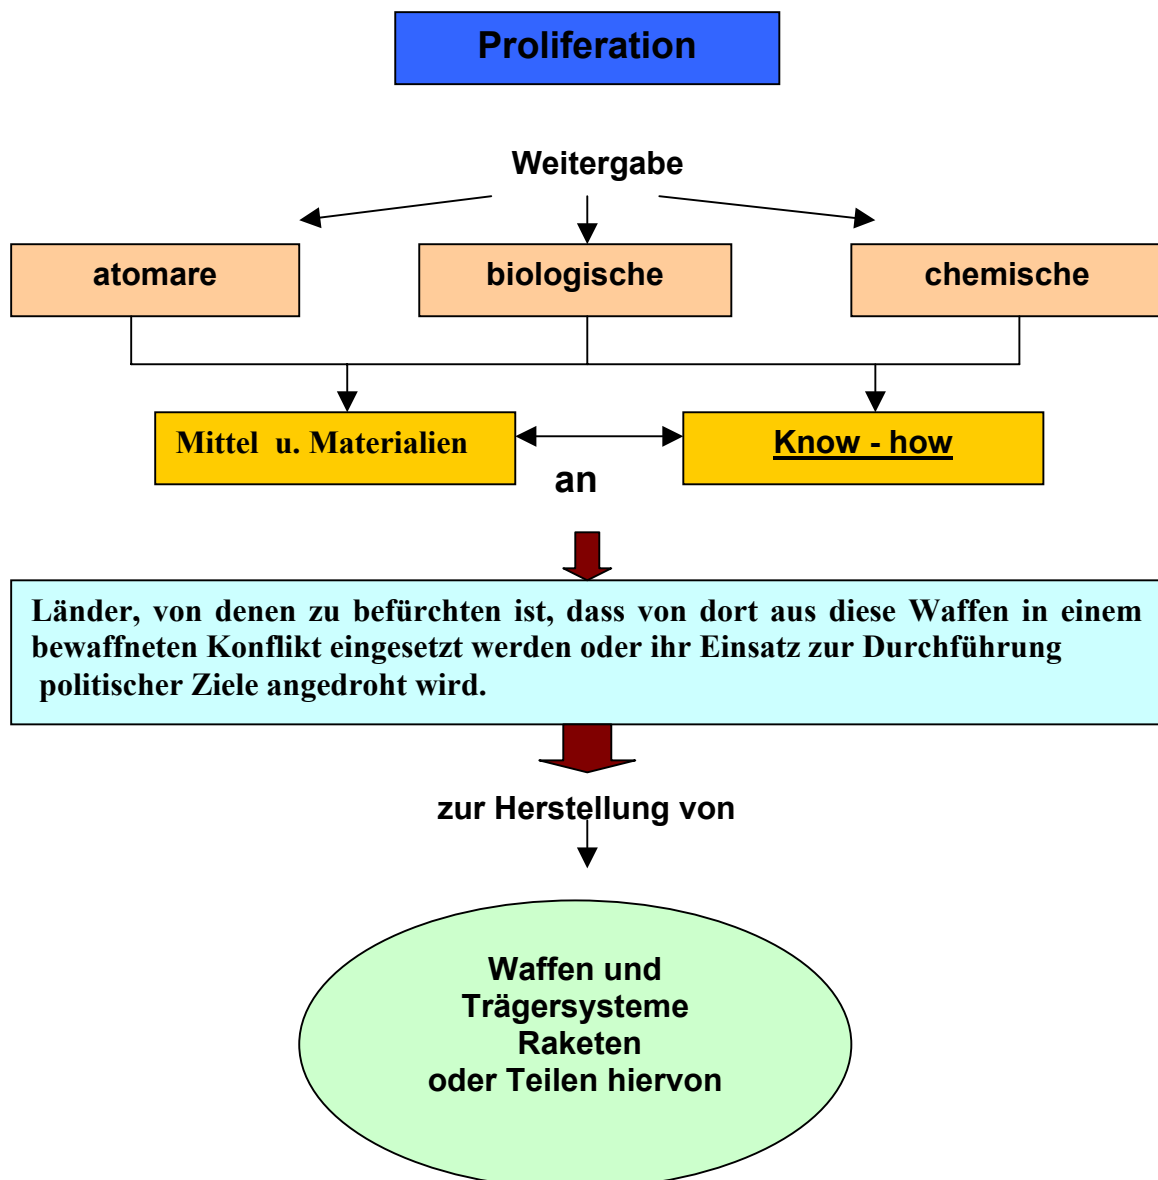 Proliferation
Weitergabe
atomare
biologische
chemische
Mittel u. Materialien
Know - how
an
Länder, von denen zu befürchten ist, dass von dort aus diese Waffen in einem
bewaffneten Konflikt eingesetzt werden oder ihr Einsatz zur Durchführung
politischer Ziele angedroht wird.
zur Herstellung von
Waffen und
Trägersysteme
Raketen
oder Teilen hiervon